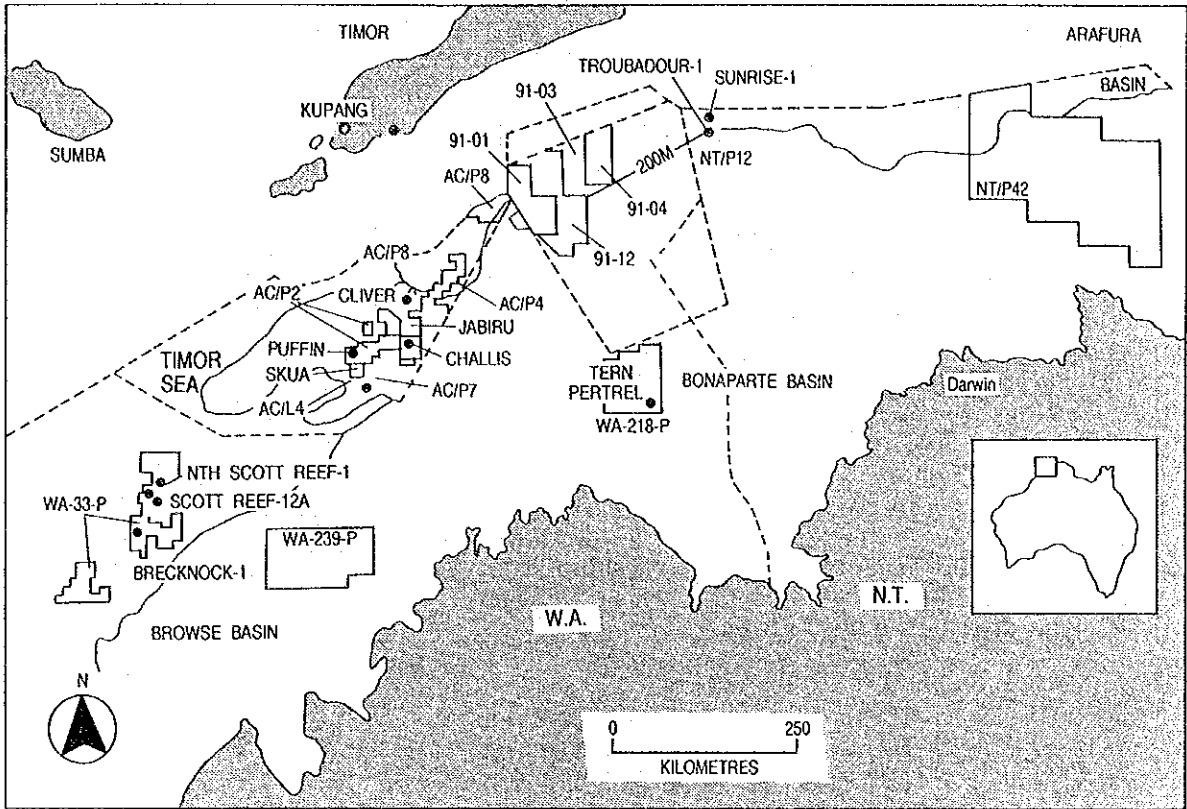 TIMOR
ARAFURA
TROUBADOUR-1
SUNRISE-1
91-03
BASIN
KUPANG
91-01
SUMBA
200M
NT/P12
AC/P8
NT/P42
91-04
AC/P8
91-12
AC/P2
CLIVER
AC/P4
JABIRU
PUFFIN
CHALLIS
TIMOR
SEA
SKUA
TERN
PERTREL
BONAPARTE BASIN
Darwin
AC/P7
AC/L4
WA-218-P
NTH SCOTT REEF-1
WA-33-P
SCOTT REEF-12A
WA-239-P
BRECKNOCK-1
N.T.
W.A.
BROWSE BASIN
N
0 250
KILOMETRES